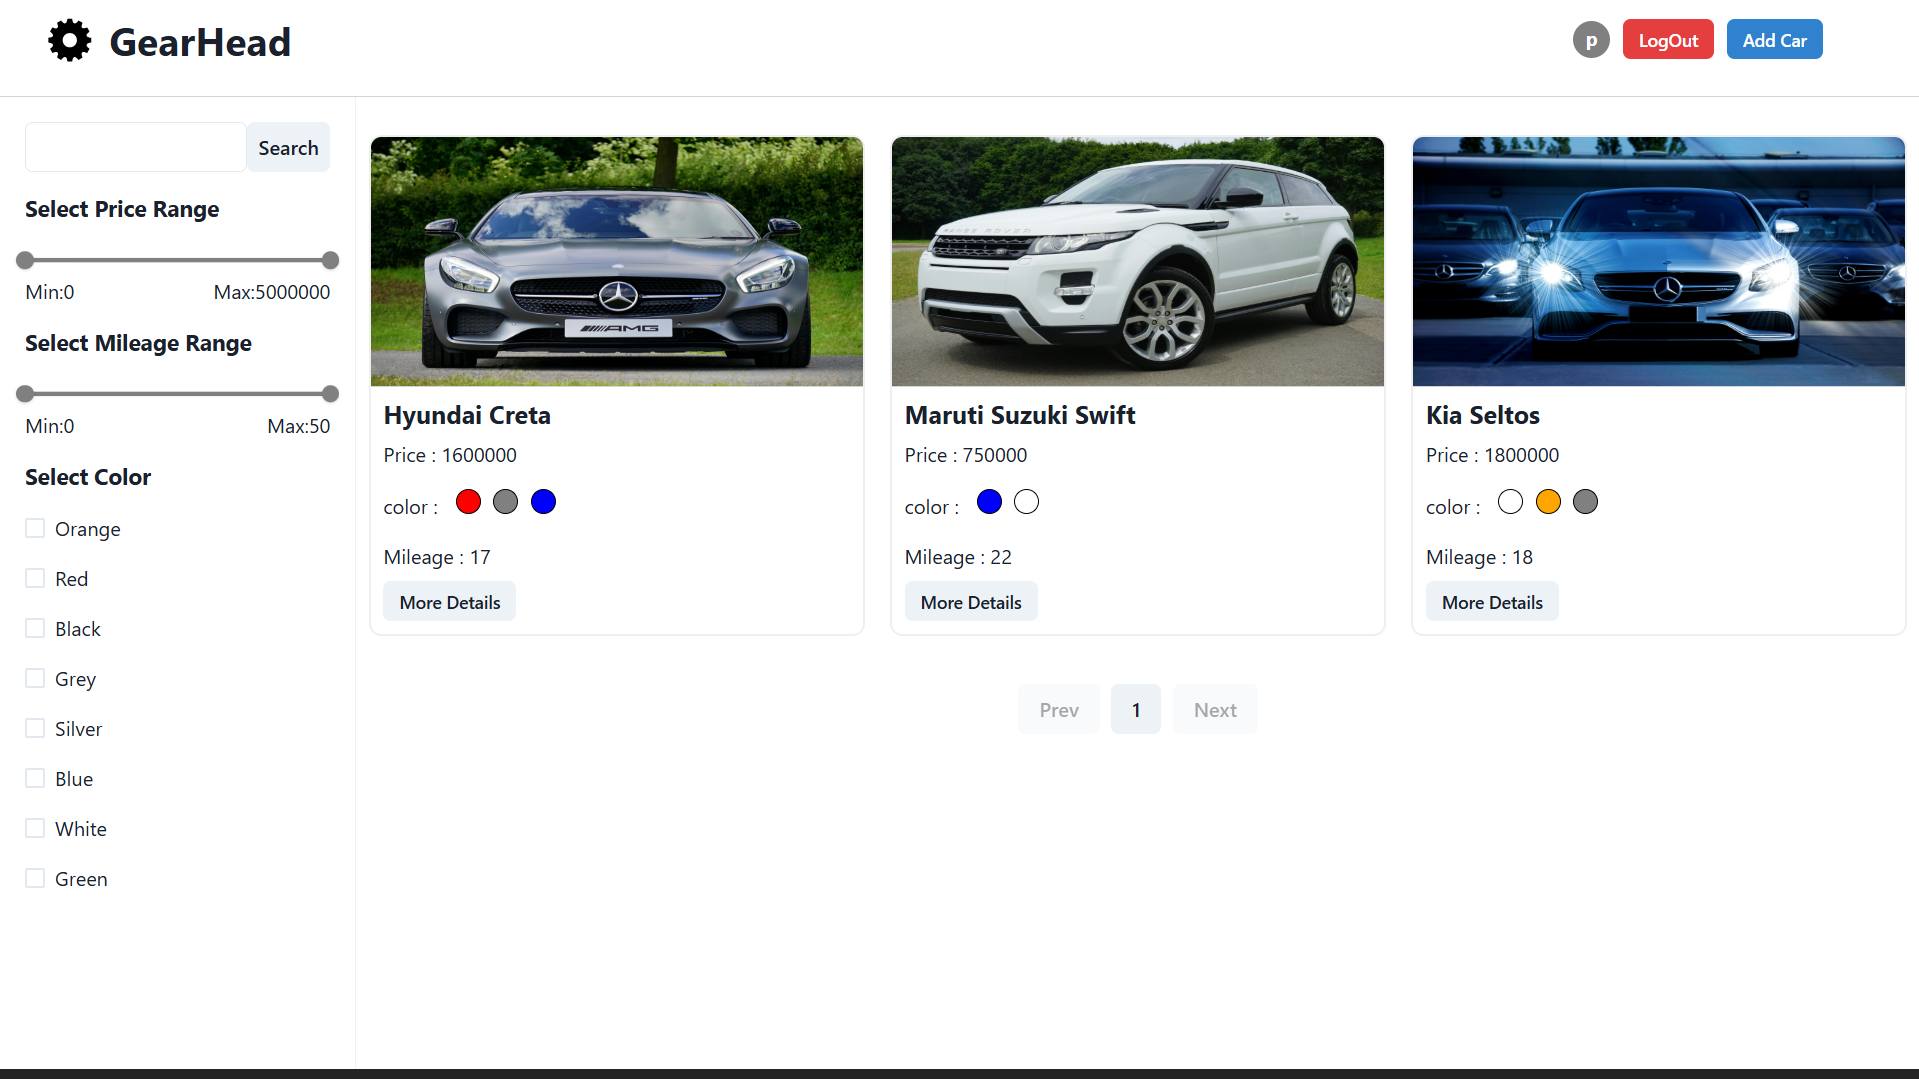 GearHead
p
LogOut
Add Car
Search
Select Price Range
Min:0
Max:5000000
Select Mileage Range
Min:0
Max:50
Select Color
Orange
Red
Black
Grey
Silver
Blue
White
Green
AMG
Hyundai Creta
Price : 1600000
color :
Mileage : 17
More Details
RANGE ROVER
Maruti Suzuki Swift
Price : 750000
color :
Mileage : 22
More Details
Kia Seltos
Price : 1800000
color :
Mileage : 18
More Details
Prev
1
Next